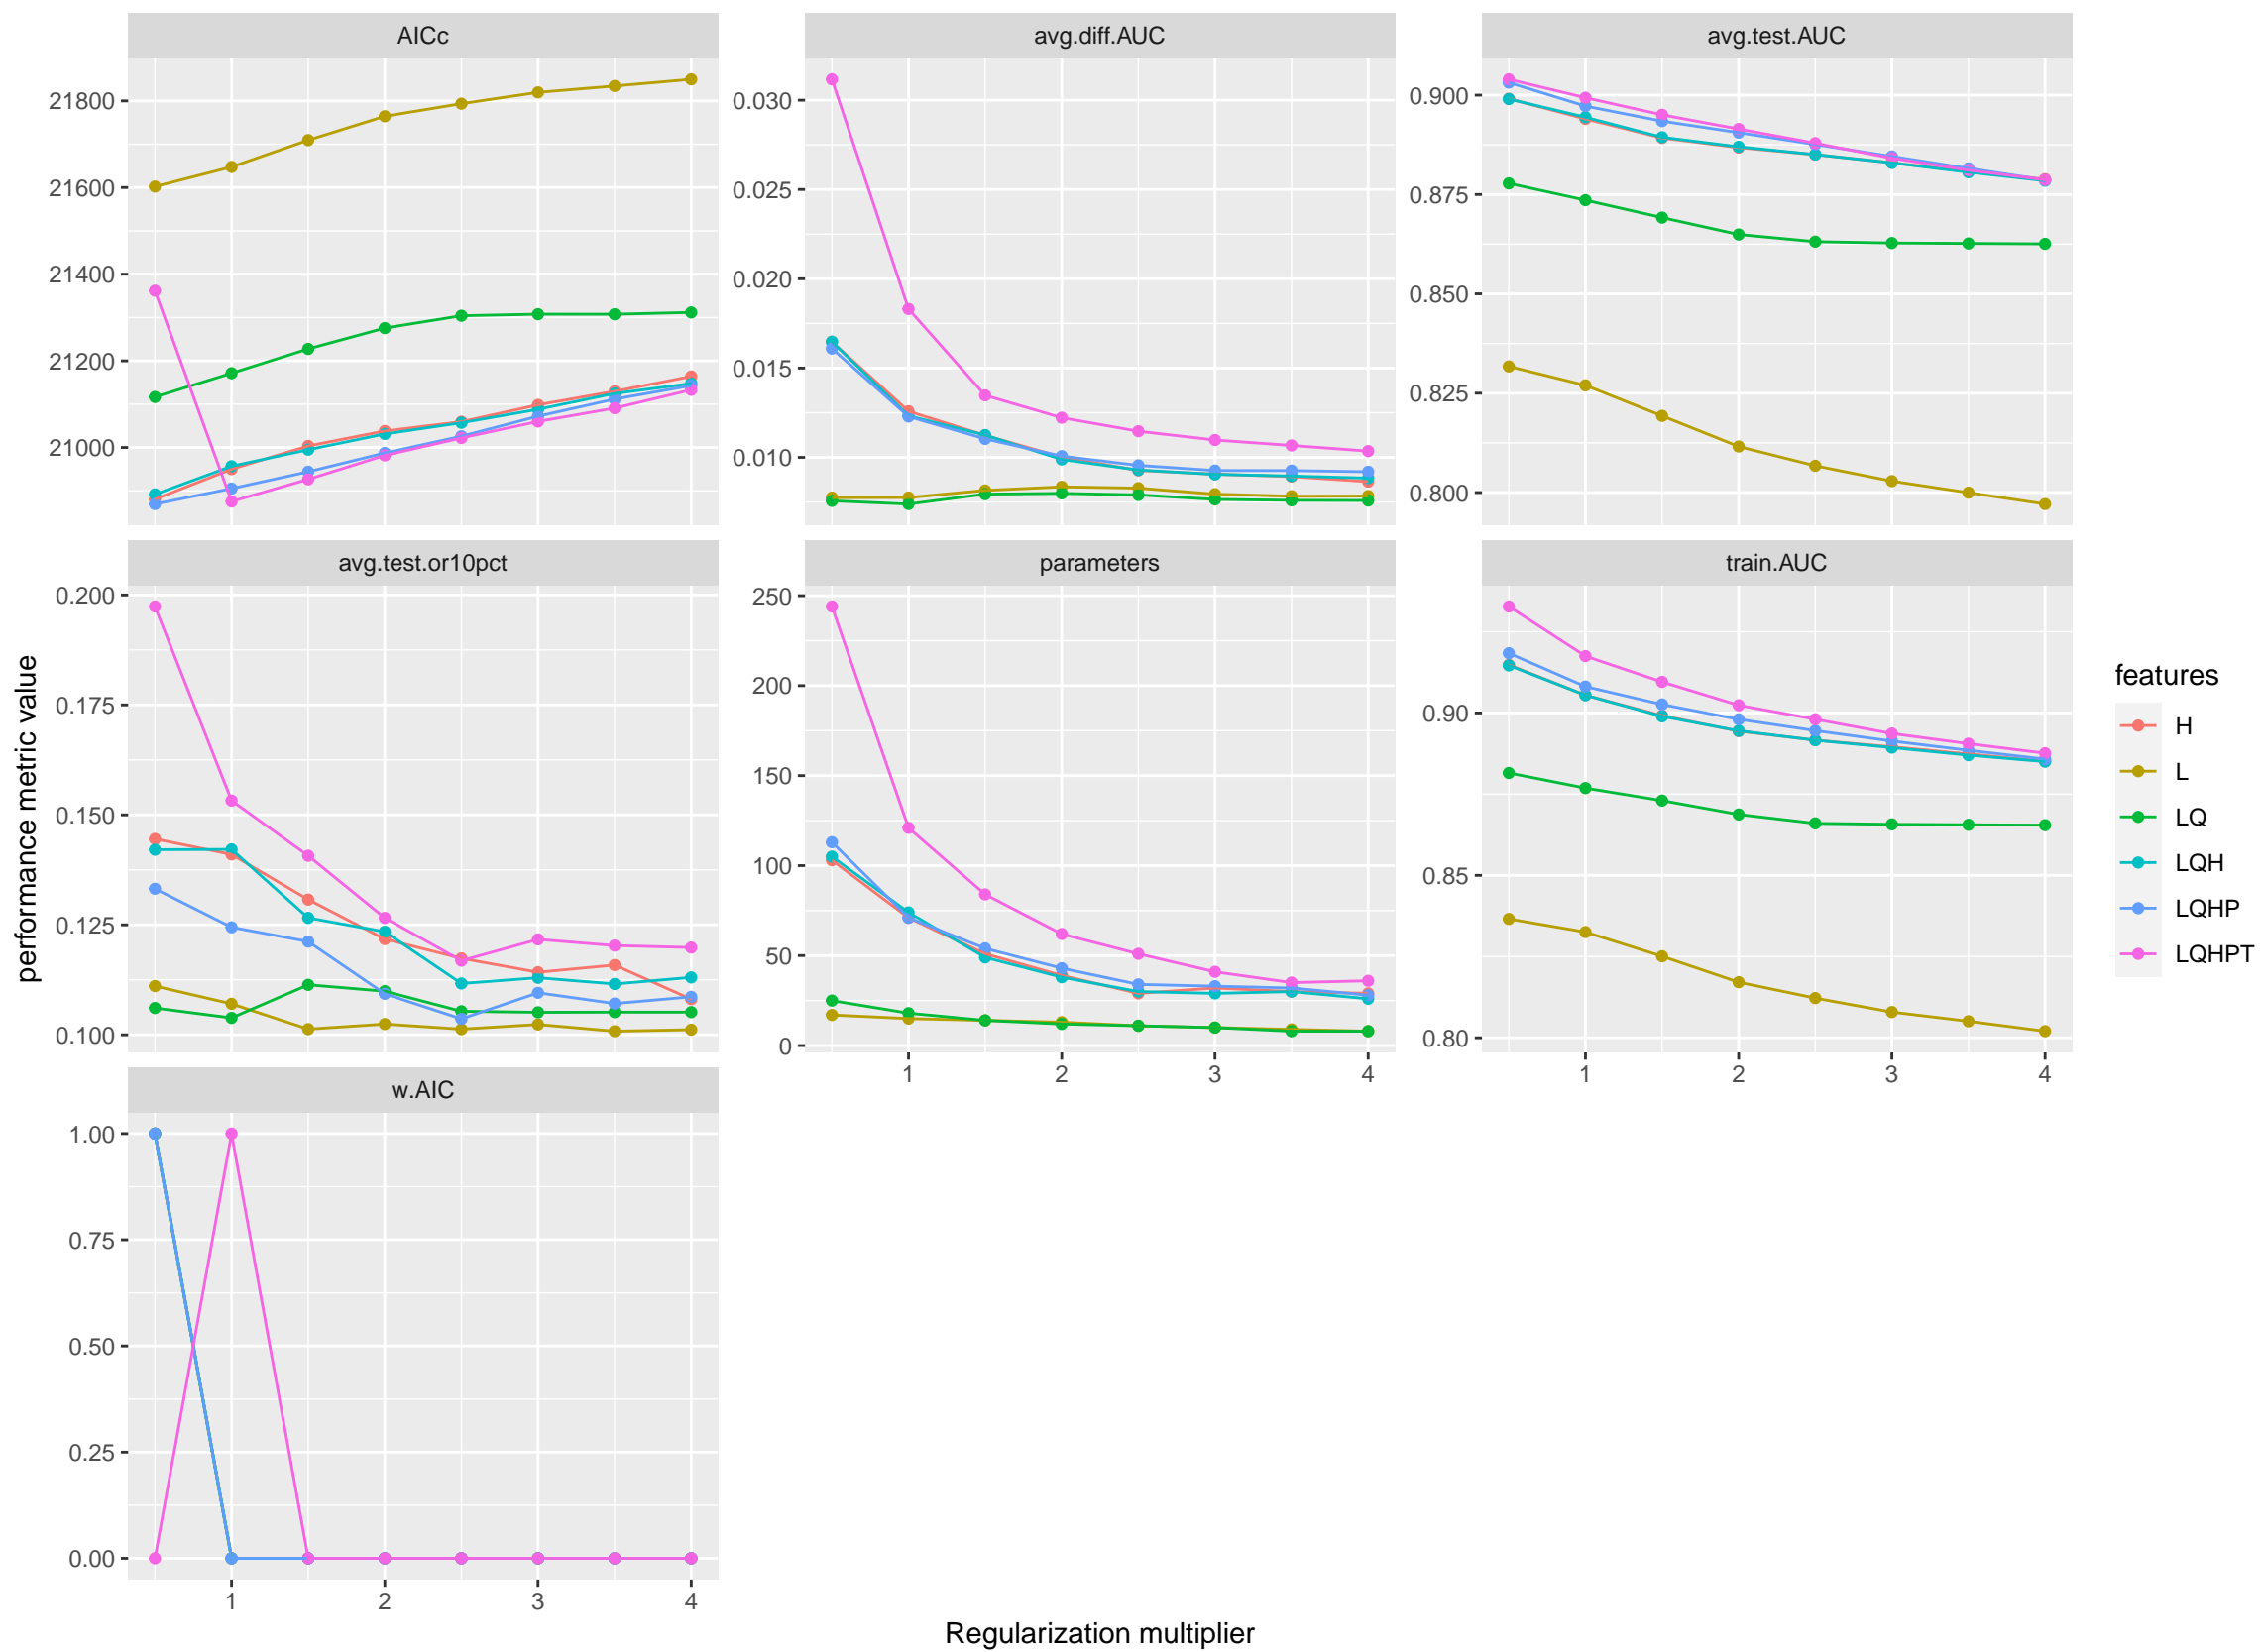 AICc
avg.diff.AUC
avg.test.AUC
21800
21600
21400
21200
21000
0.030
0.025
0.020
0.015
0.010
0.900
0.875
0.850
0.825
0.800
avg.test.or10pct
parameters
train.AUC
0.200
0.175
0.150
0.125
0.100
250
200
150
100
50
0
1 2 3 4
0.90
0.85
0.80
1 2 3 4
w.AIC
1.00
0.75
0.50
0.25
0.00
1 2 3 4
performance metric value
Regularization multiplier
features
H
L
LQ
LQH
LQHP
LQHPT